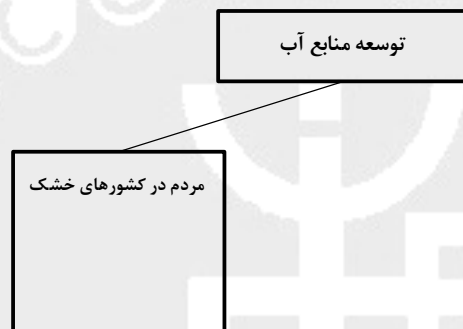 توسعه منابع آب
مردم در کشورهای خشک